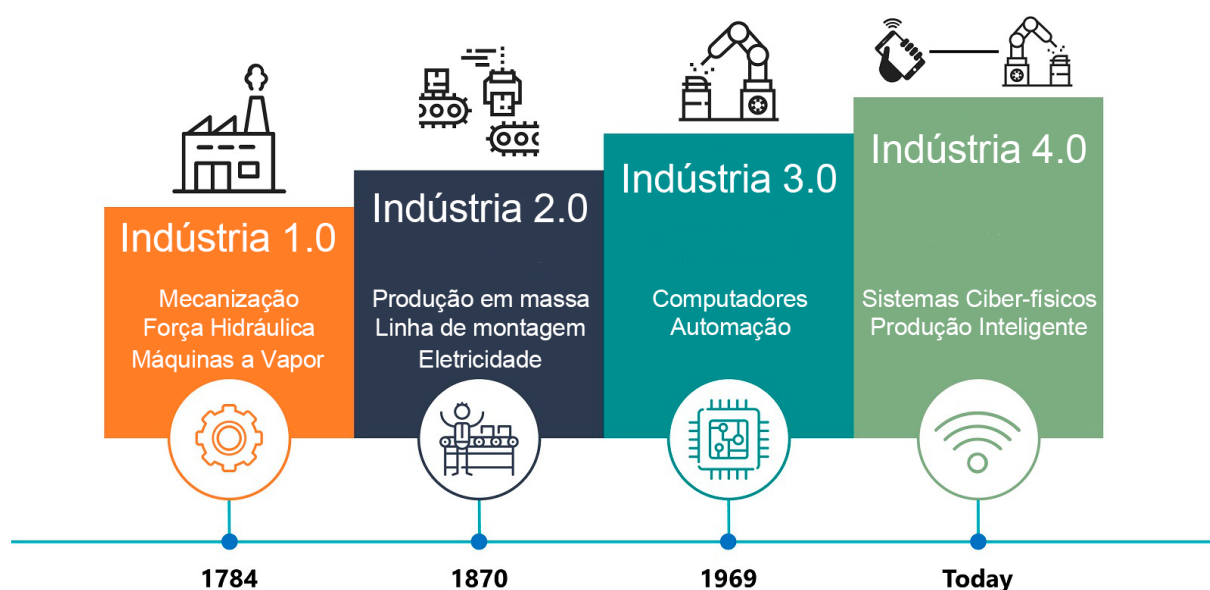 Indústria 1.0
Mecanização
Força Hidráulica
Máquinas a Vapor
Indústria 2.0
Produção em massa
Linha de montagem
Eletricidade
Indústria 3.0
Computadores
Automação
Indústria 4.0
Sistemas Ciber-físicos
Produção Inteligente
1784
1870
1969
Today